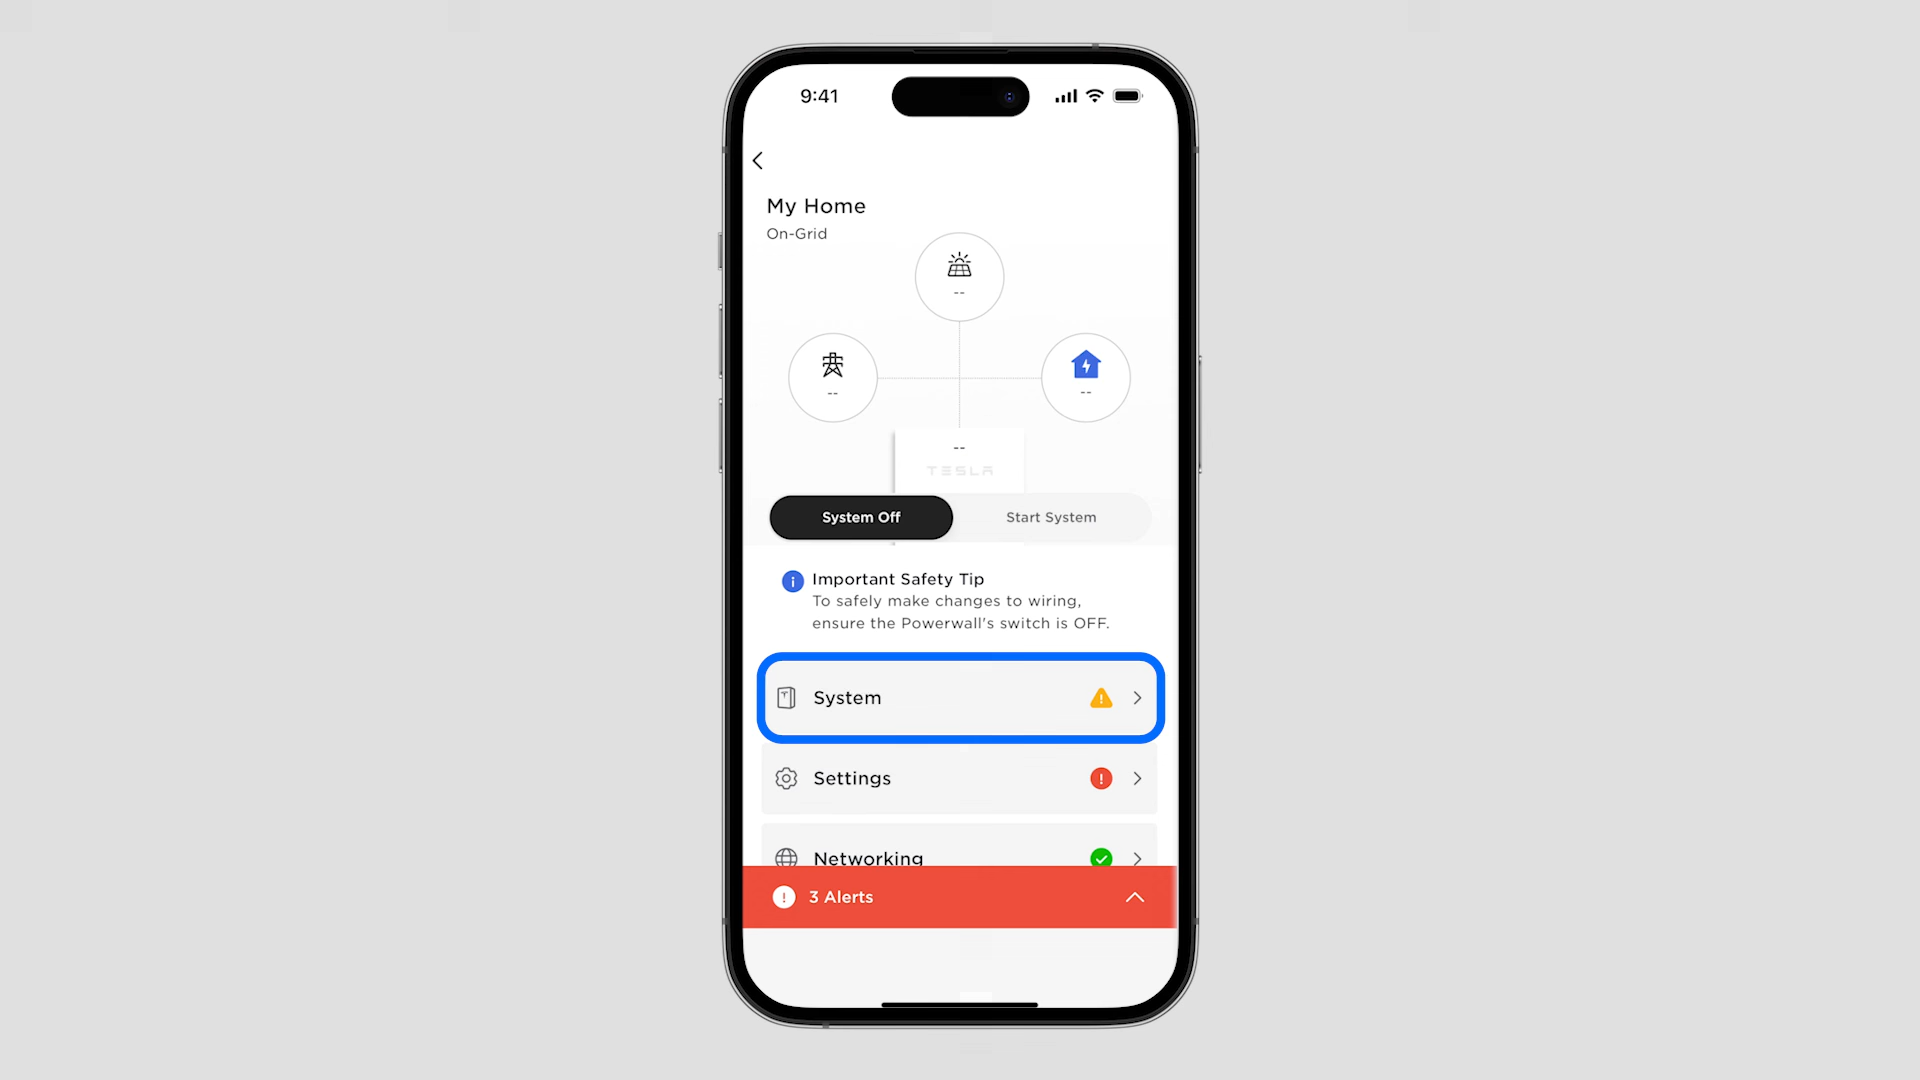 9:41
My Home
On-Grid
--
--
--
--
TESLA
System Off
Start System
Important Safety Tip
To safely make changes to wiring,
ensure the Powerwall's switch is OFF.
System
Settings
Networking
3 Alerts